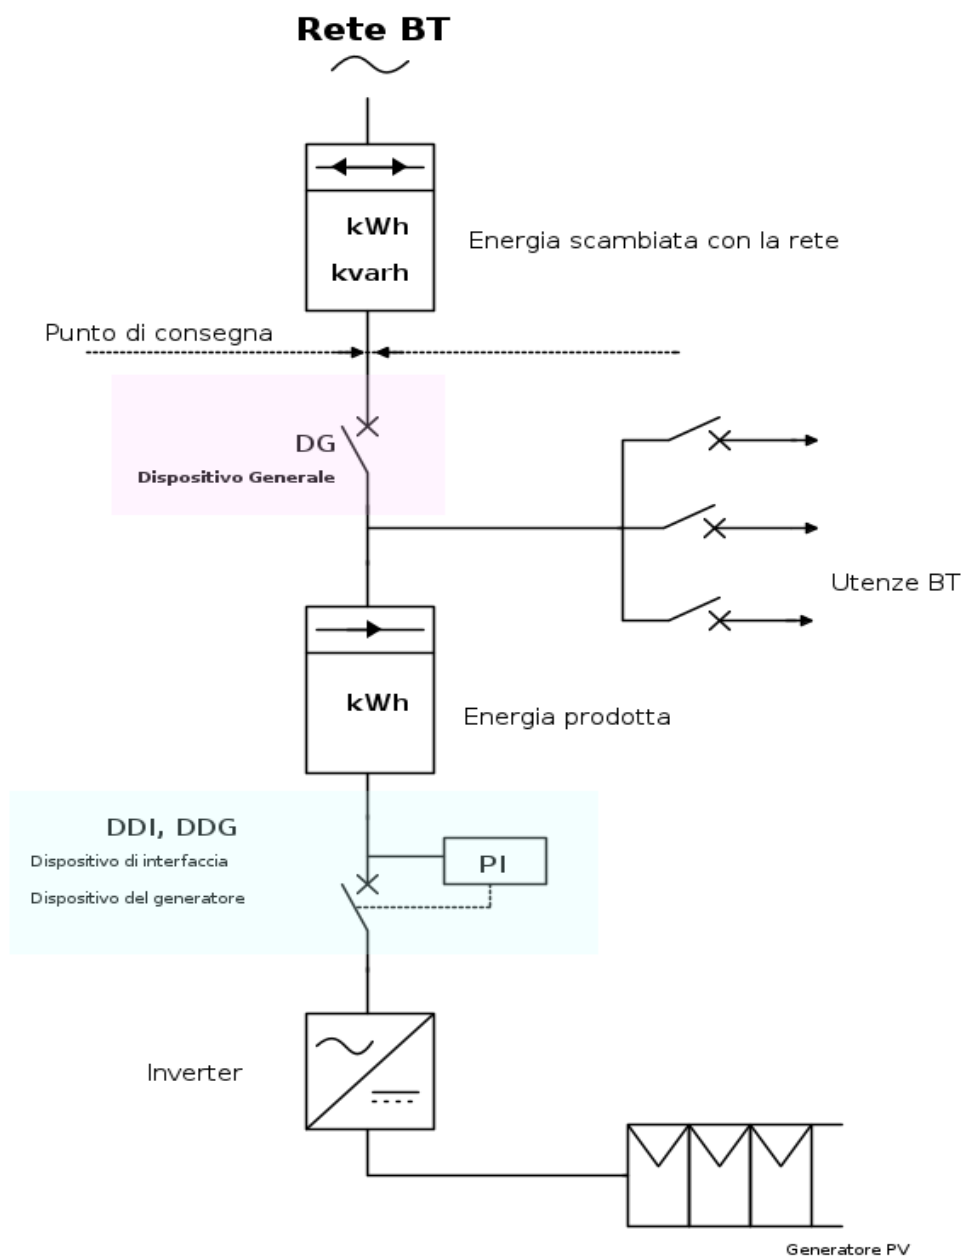 Rete BT
kWh
kvarh
Energia scambiata con la rete
Punto di consegna
DG
Dispositivo Generale
Utenze BT
kWh
Energia prodotta
DDI, DDG
Dispositivo di interfaccia
Dispositivo del generatore
PI
Inverter
Generatore PV